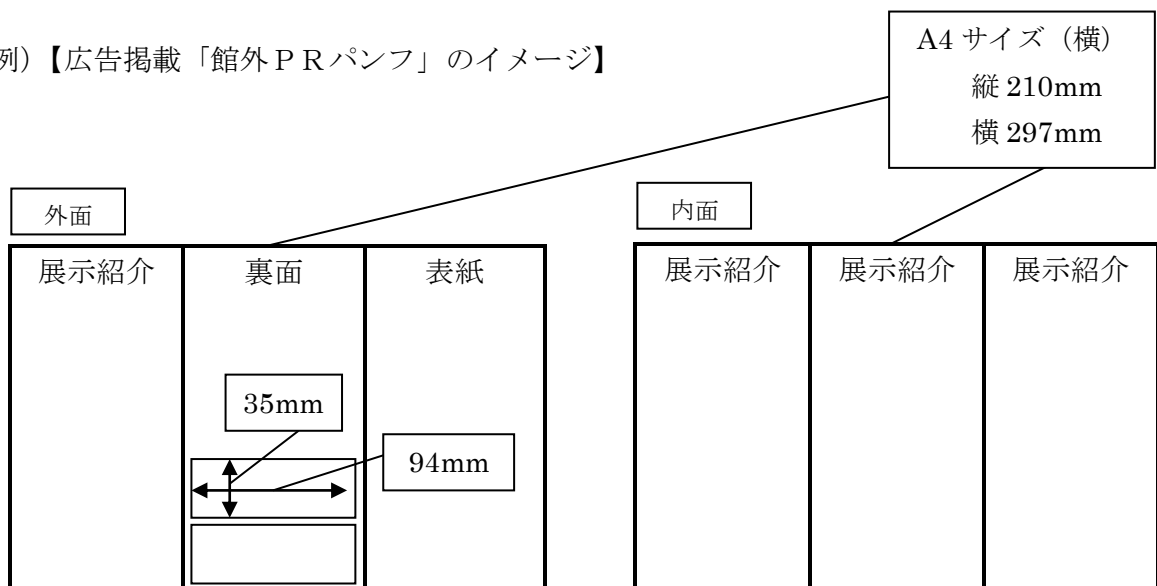 例)【広告掲載「館外ＰＲパンフ」のイメージ】
A4 サイズ（横）
縦 210mm
横 297mm
外面
内面
展示紹介
裏面
表紙
展示紹介
展示紹介
展示紹介
35mm
94mm